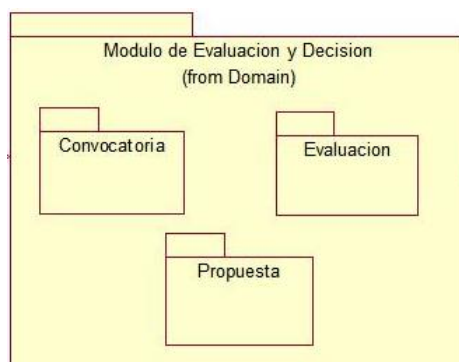 Modulo de Evaluacion y Decision
(from Domain)
Convocatoria
Evaluacion
Propuesta